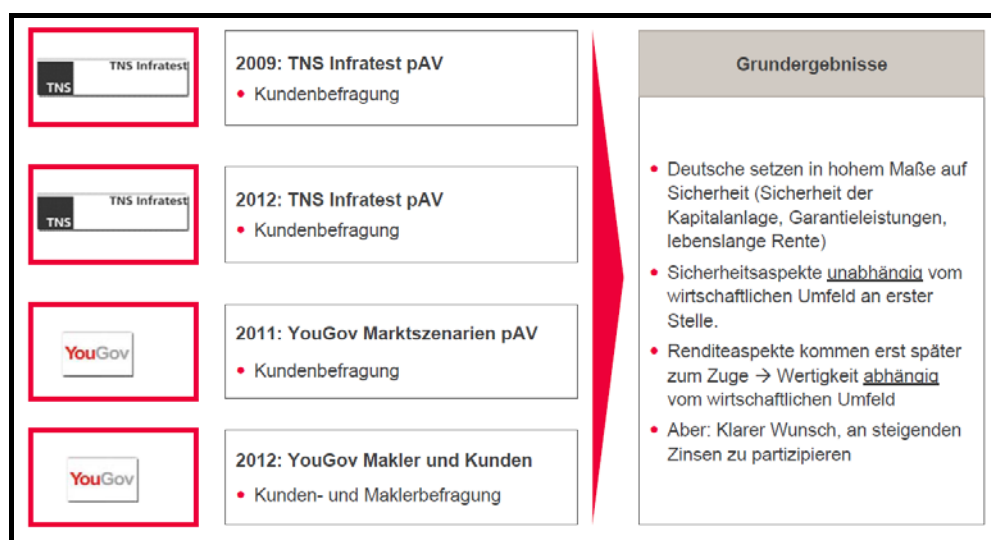 TNS Infratest
TNS
2009: TNS Infratest pAV
• Kundenbefragung
TNS Infratest
TNS
2012: TNS Infratest pAV
• Kundenbefragung
YouGov
2011: YouGov Marktszenarien pAV
• Kundenbefragung
YouGov
2012: YouGov Makler und Kunden
• Kunden- und Maklerbefragung
Grundergebnisse
• Deutsche setzen in hohem Maße auf
Sicherheit (Sicherheit der
Kapitalanlage, Garantieleistungen,
lebenslange Rente)
• Sicherheitsaspekte unabhängig vom
wirtschaftlichen Umfeld an erster
Stelle.
• Renditeaspekte kommen erst später
zum Zuge → Wertigkeit abhängig
vom wirtschaftlichen Umfeld
• Aber: Klarer Wunsch, an steigenden
Zinsen zu partizipieren